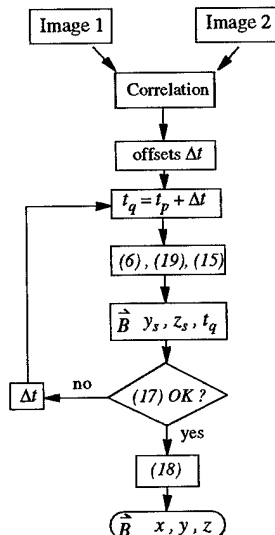 Image 1 Image 2
Correlation
offsets Δt
t_q = t_p + Δt
(6) , (19), (15)
B⃗ y_s , z_s , t_q
(17) OK ?
no
Δt
yes
(18)
B⃗ x , y , z